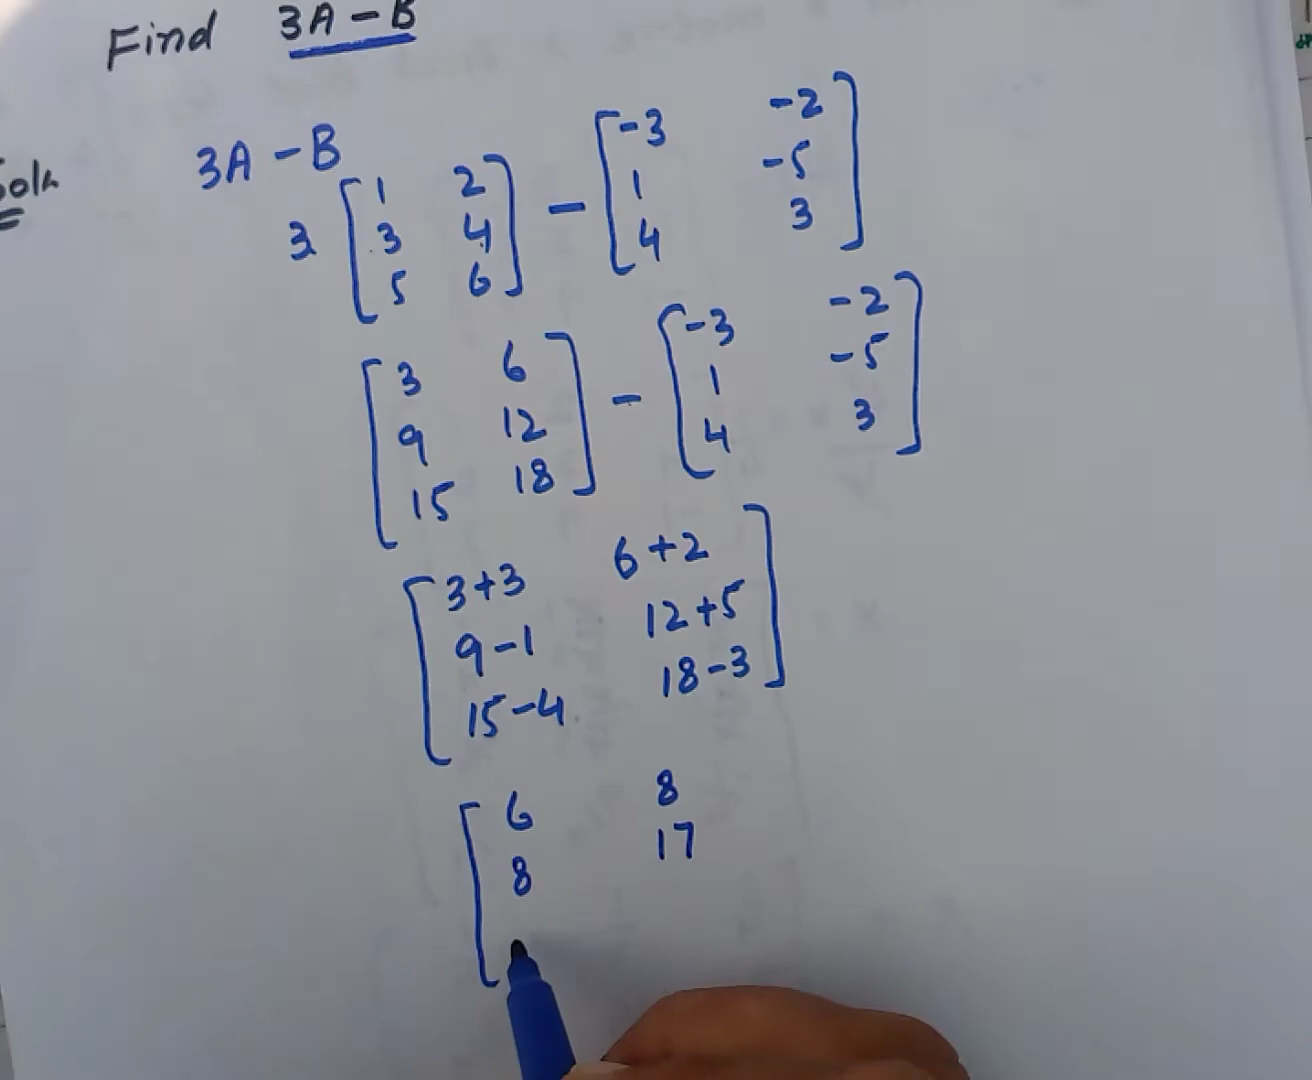 Find 3A - B
Soln 3A - B
3 [ 1 2 ] - [ -3 -2 ]
[ 3 4 ] [ 1 -5 ]
[ 5 6 ] [ 4 3 ]
[ 3 6 ] - [ -3 -2 ]
[ 9 12 ] [ 1 -5 ]
[ 15 18 ] [ 4 3 ]
[ 3+3 6+2 ]
[ 9-1 12+5 ]
[ 15-4 18-3 ]
[ 6 8
[ 8 17